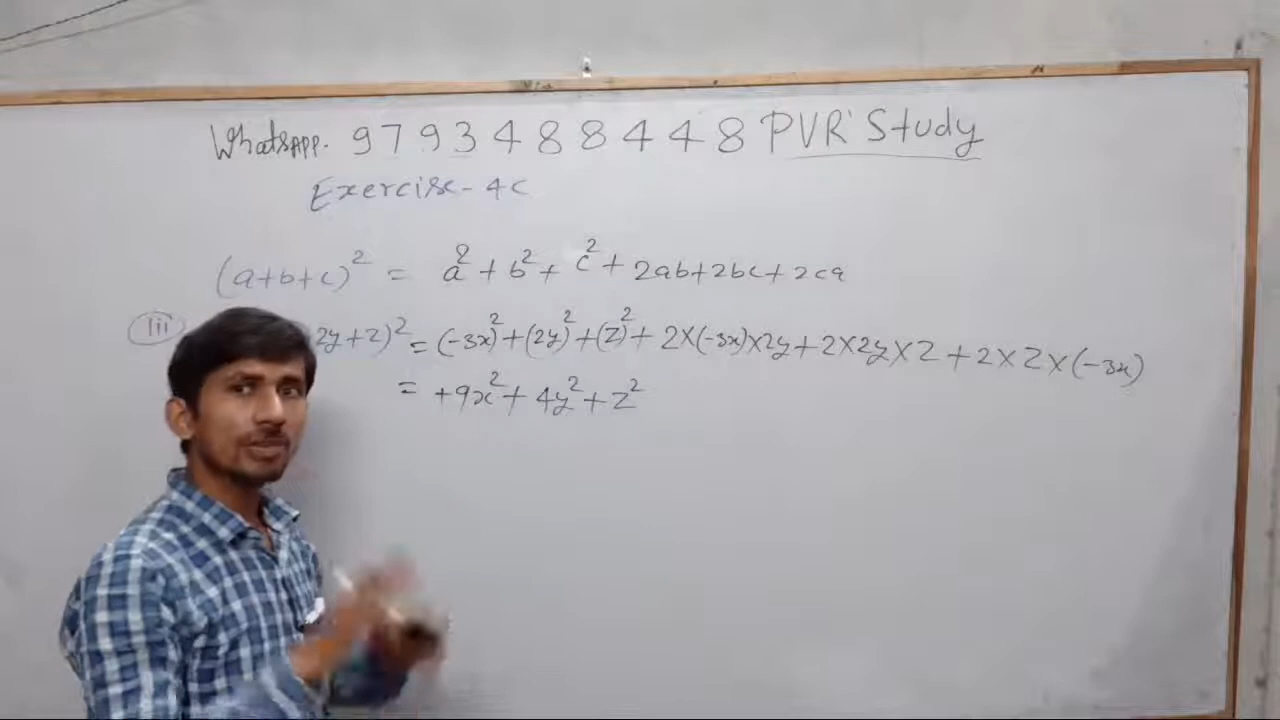 WhatsAPP. 9793488448 PVR Study
Exercise- 4C
(a+b+c)² = a² + b² + c² + 2ab+2bc+2ca
(iii) 2y+z)² = (-3x)²+(2y)²+(z)²+ 2×(-3x)×2y+2×2y×z+2×z×(-3x)
= +9x²+ 4y²+z²